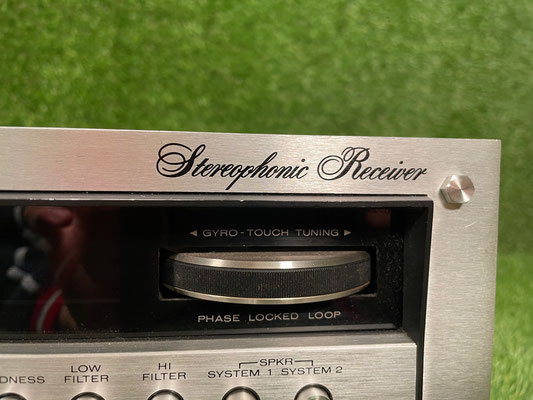 Stereophonic Receiver
◄ GYRO-TOUCH TUNING ►
PHASE LOCKED LOOP
LOW FILTER
HI FILTER
SPKR
SYSTEM 1 SYSTEM 2